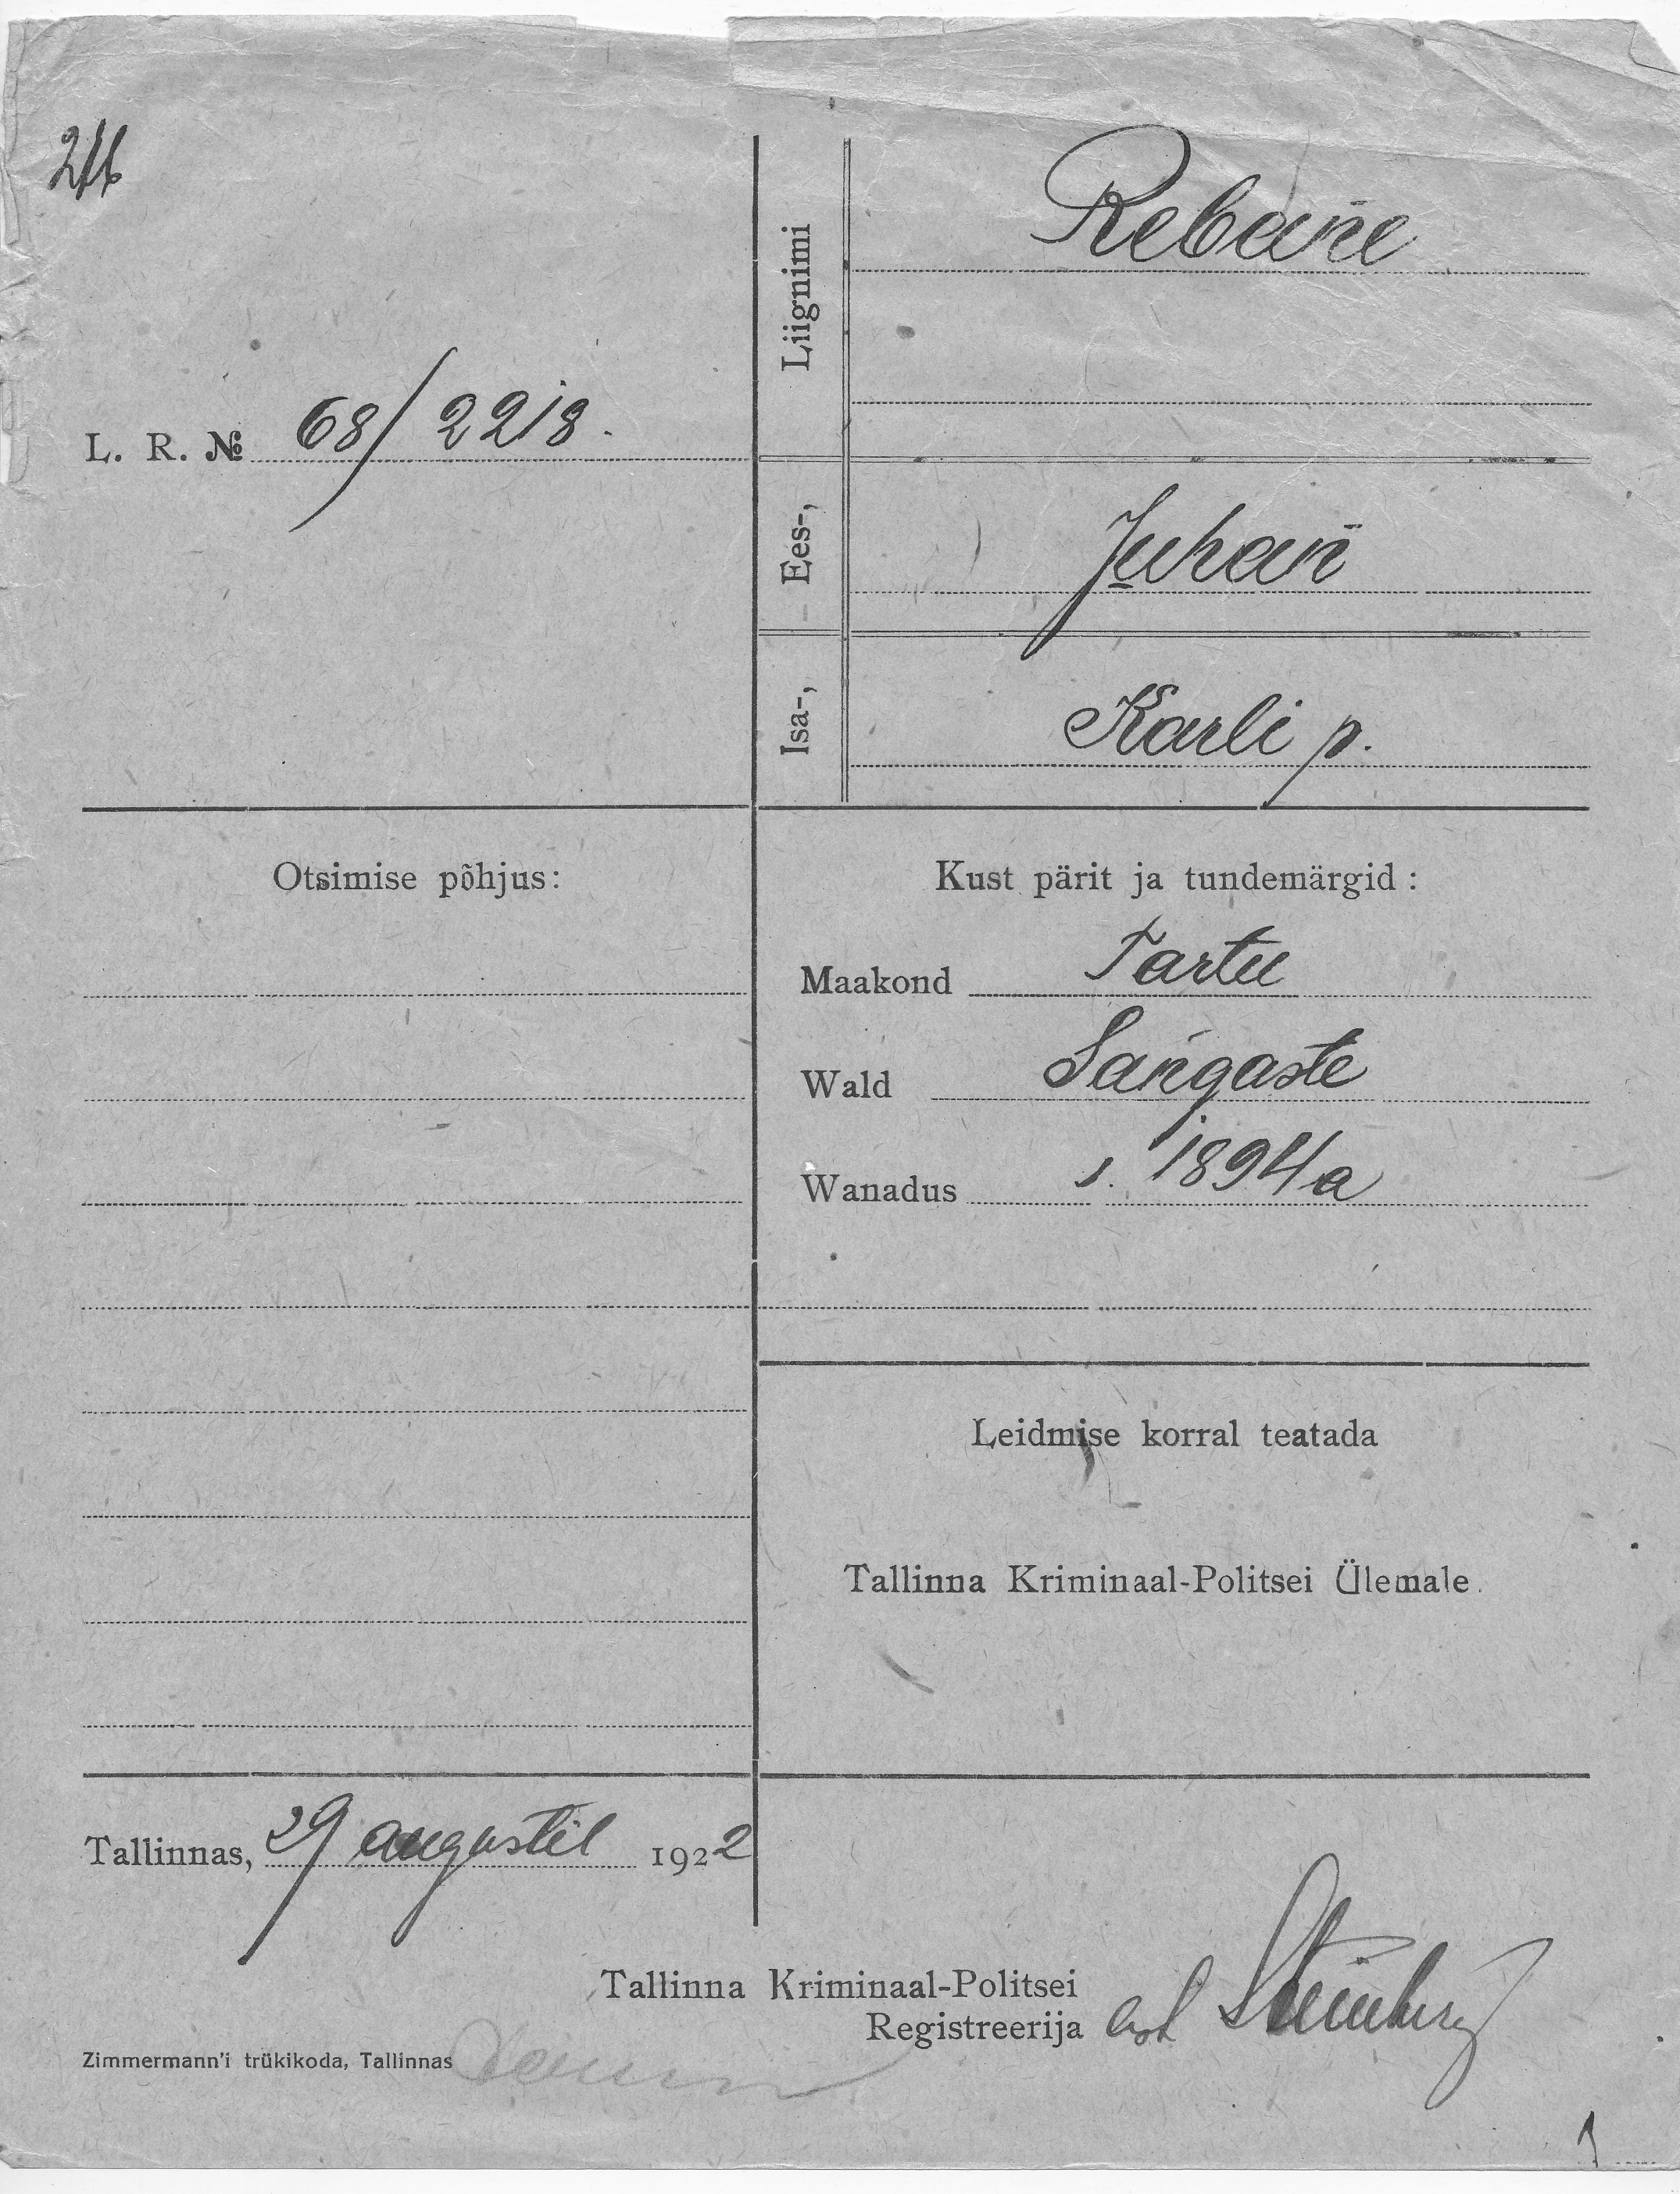 L. R. № 68/2218.
Liignimi
Rebane
Ees-,
Juhan
Isa-,
Karli p.
Otsimise põhjus:
Kust pärit ja tundemärgid:
Maakond Tartu
Wald Sangaste
Wanadus s. 1894 a
Leidmise korral teatada
Tallinna Kriminaal-Politsei Ülemale.
Tallinnas, 29 augustil 1922
Tallinna Kriminaal-Politsei
Registreerija
Zimmermann'i trükikoda, Tallinnas